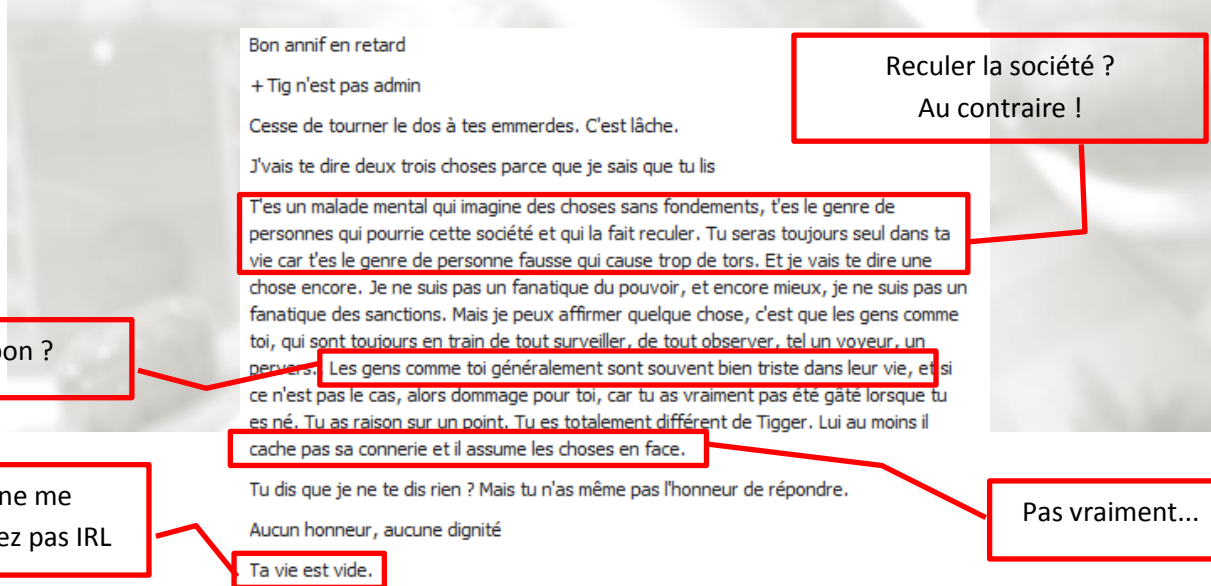 Bon annif en retard
+ Tig n'est pas admin
Cesse de tourner le dos à tes emmerdes. C'est lâche.
J'vais te dire deux trois choses parce que je sais que tu lis
T'es un malade mental qui imagine des choses sans fondements, t'es le genre de
personnes qui pourrie cette société et qui la fait reculer. Tu seras toujours seul dans ta
vie car t'es le genre de personne fausse qui cause trop de tors. Et je vais te dire une
chose encore. Je ne suis pas un fanatique du pouvoir, et encore mieux, je ne suis pas un
fanatique des sanctions. Mais je peux affirmer quelque chose, c'est que les gens comme
toi, qui sont toujours en train de tout surveiller, de tout observer, tel un voyeur, un
pervers.. Les gens comme toi généralement sont souvent bien triste dans leur vie, et si
ce n'est pas le cas, alors dommage pour toi, car tu as vraiment pas été gâté lorsque tu
es né. Tu as raison sur un point. Tu es totalement différent de Tigger. Lui au moins il
cache pas sa connerie et il assume les choses en face.
Tu dis que je ne te dis rien ? Mais tu n'as même pas l'honneur de répondre.
Aucun honneur, aucune dignité
Ta vie est vide.
Reculer la société ?
Au contraire !
on ?
ne me
ez pas IRL
Pas vraiment...